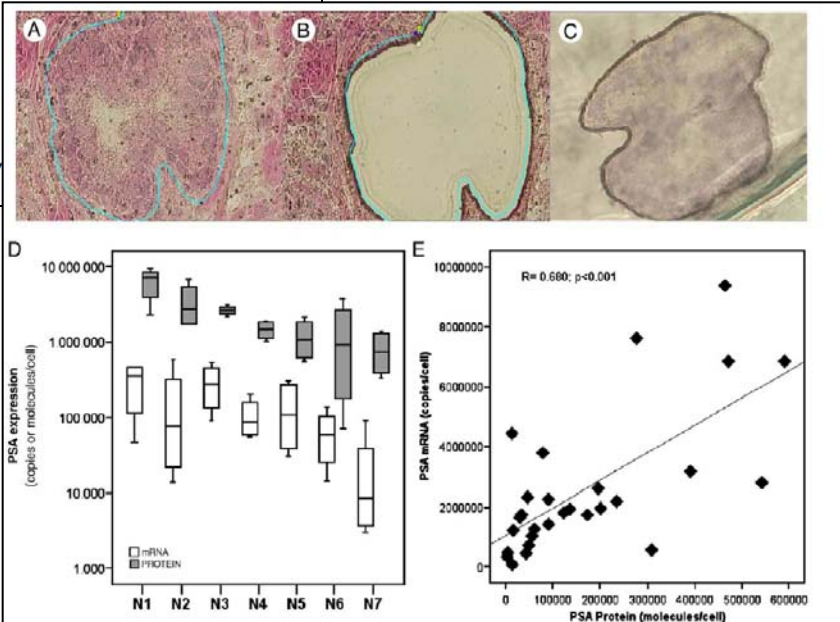 A
B
C
D
PSA expression
(copies or molecules/cell)
10 000 000
1 000 000
100 000
10 000
1 000
mRNA
PROTEIN
N1 N2 N3 N4 N5 N6 N7
E
R= 0.680; p<0.001
PSA mRNA (copies/cell)
10000000
8000000
6000000
4000000
2000000
0
0 100000 200000 300000 400000 500000 600000
PSA Protein (molecules/cell)